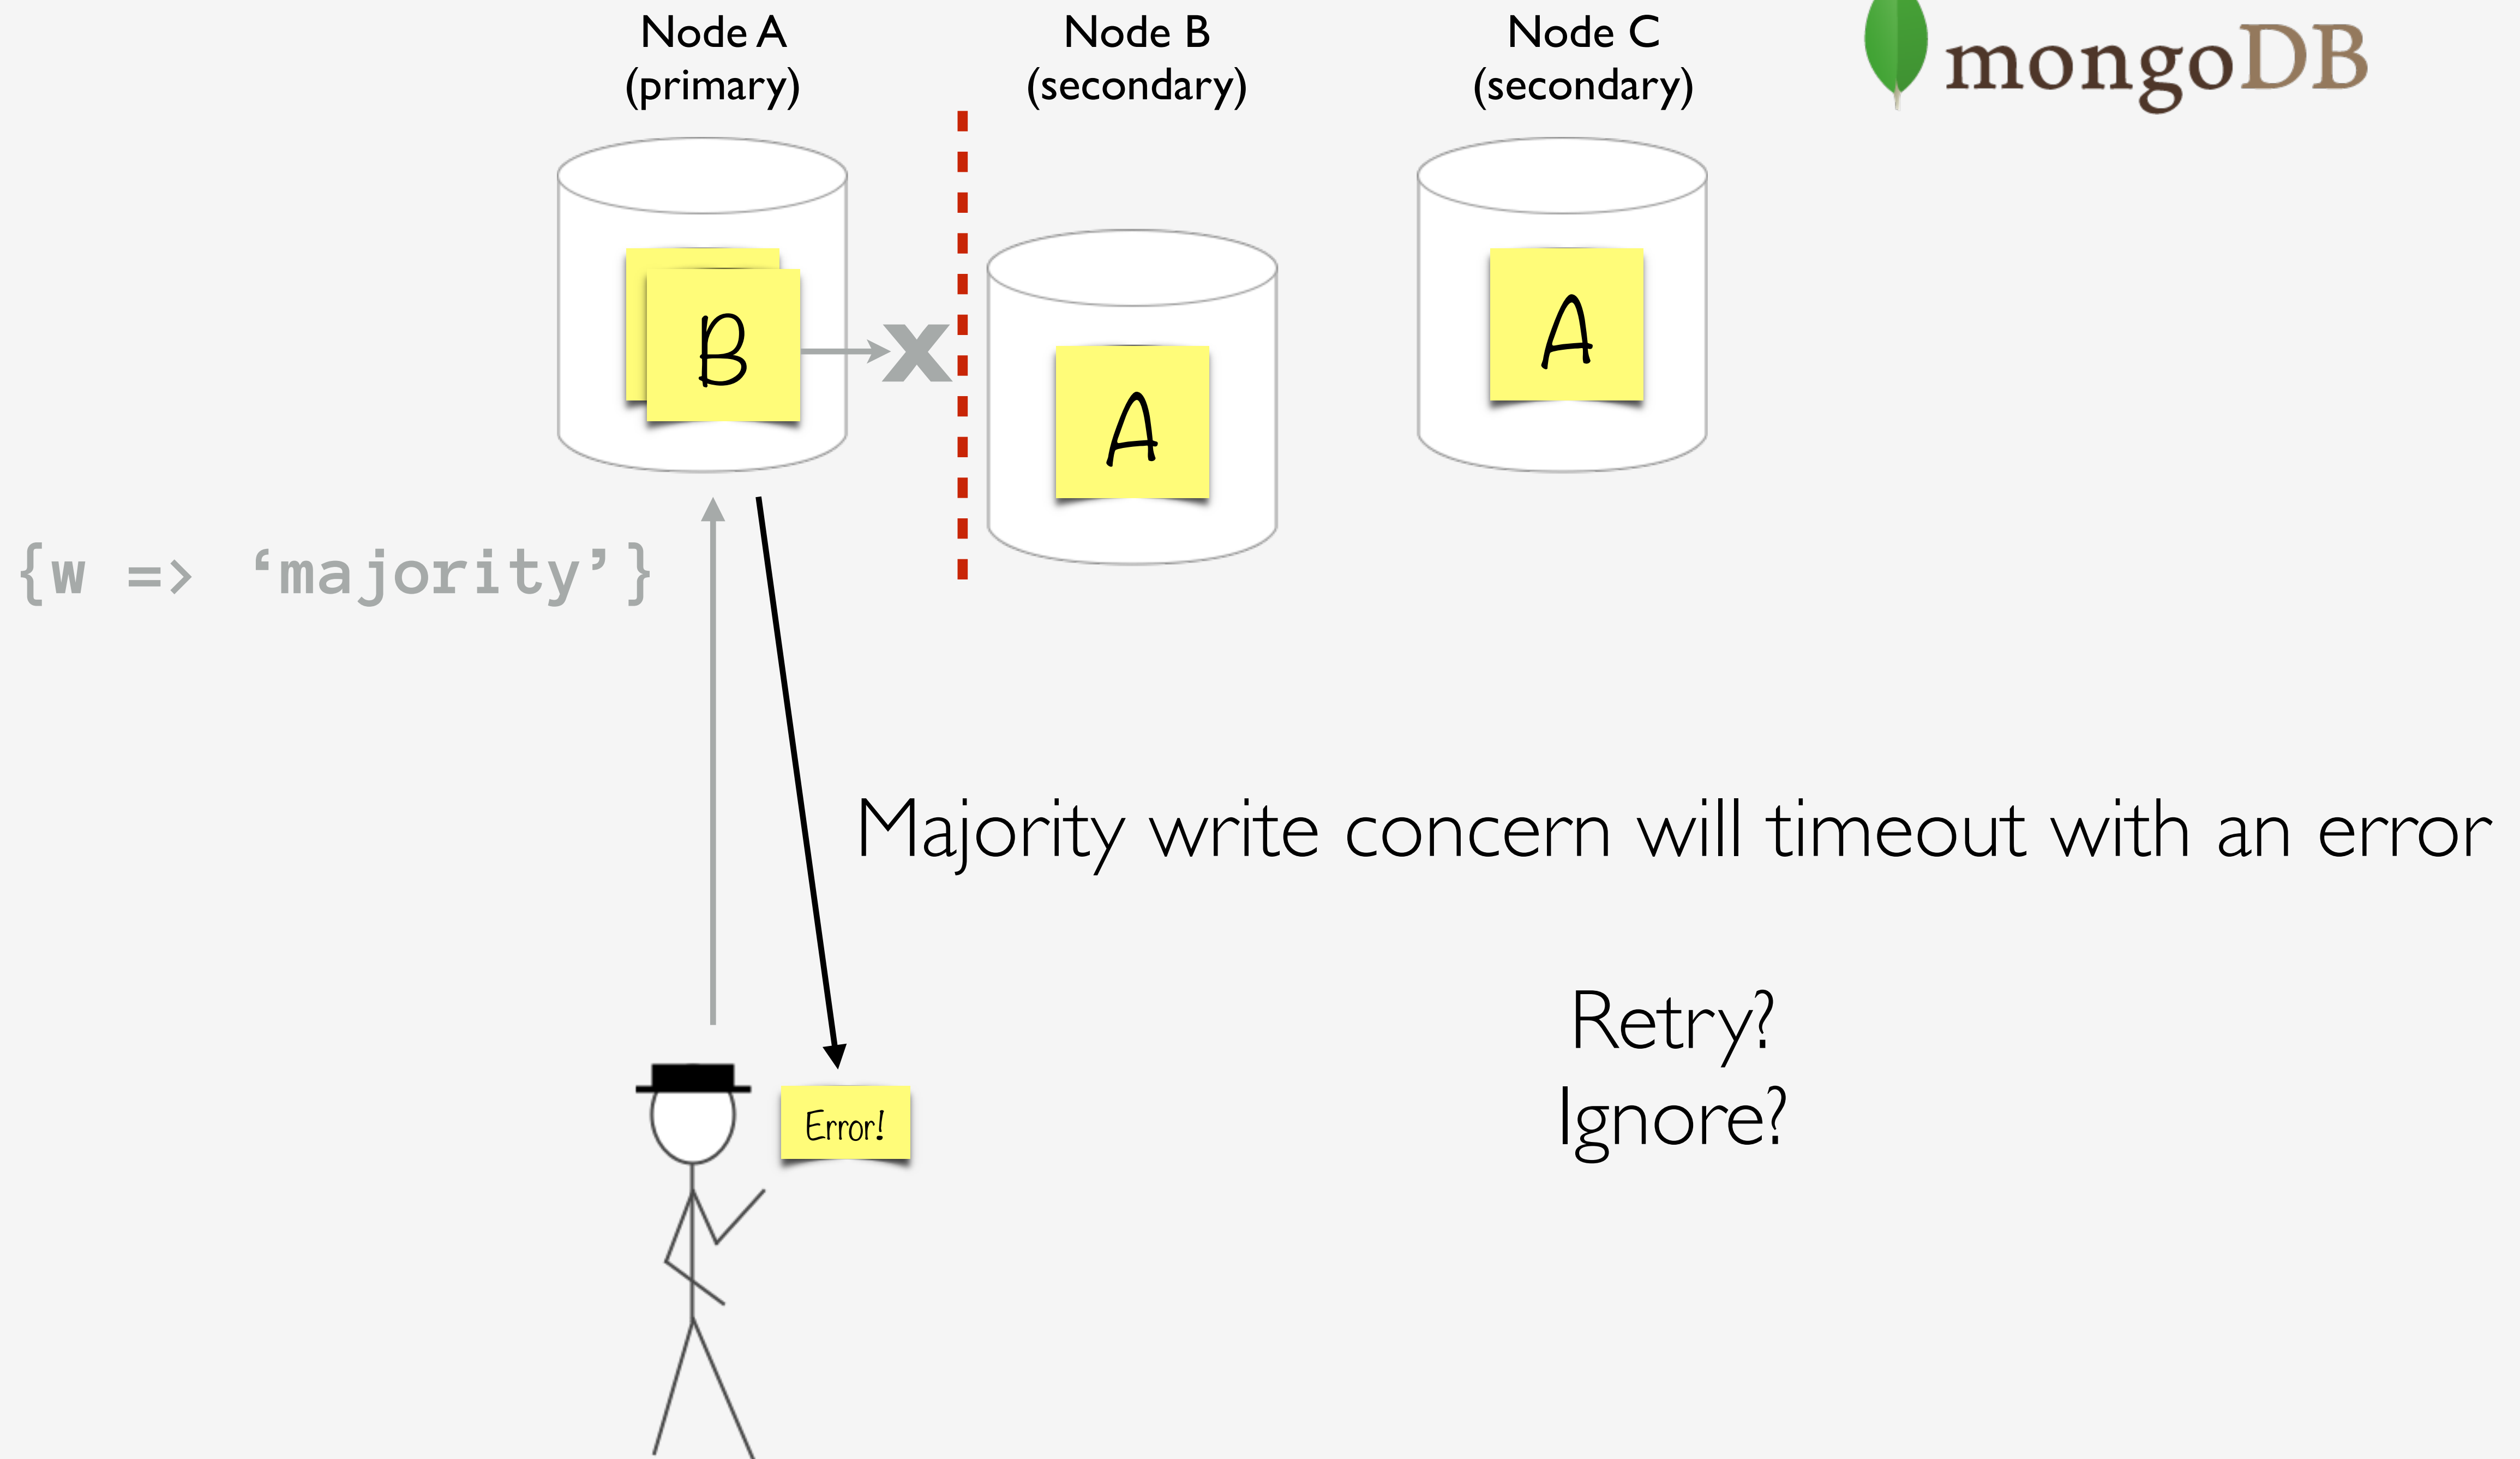 Node A
(primary)
Node B
(secondary)
Node C
(secondary)
mongoDB
B
X
A
A
{w => ‘majority’}
Majority write concern will timeout with an error
Retry?
Ignore?
Error!